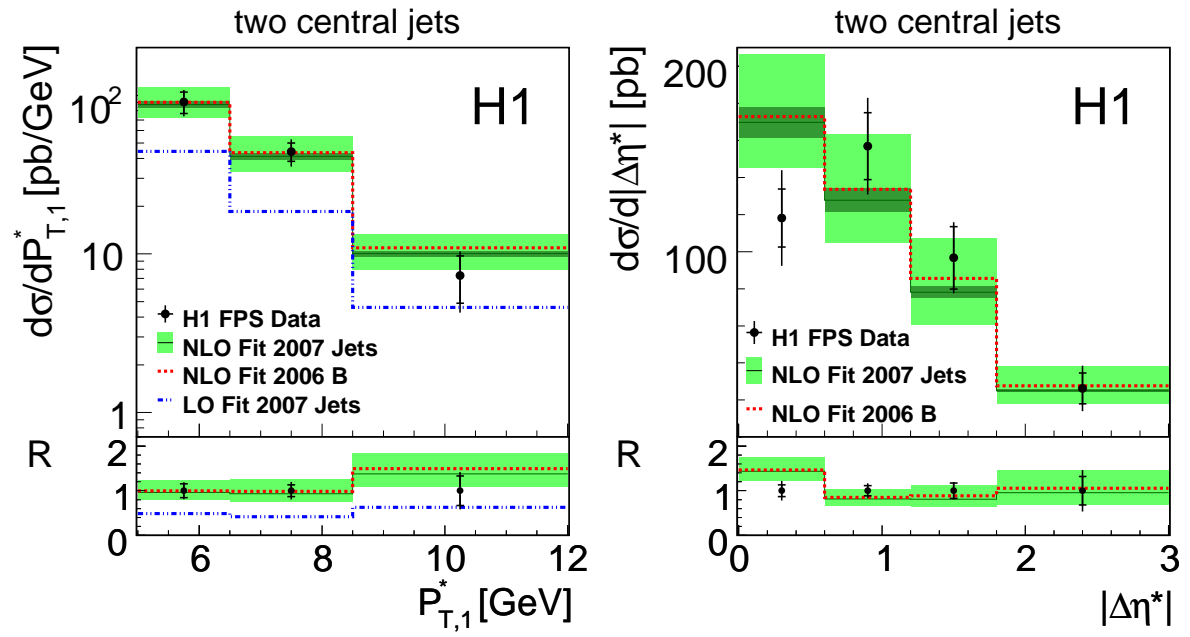 two central jets
dσ/dP*T,1 [pb/GeV]
10²
10
1
H1
H1 FPS Data
NLO Fit 2007 Jets
NLO Fit 2006 B
LO Fit 2007 Jets
R
2
1
0
6 8 10 12
P*T,1 [GeV]
two central jets
dσ/d|Δη*| [pb]
200
100
H1
H1 FPS Data
NLO Fit 2007 Jets
NLO Fit 2006 B
R
2
1
0
0 1 2 3
|Δη*|